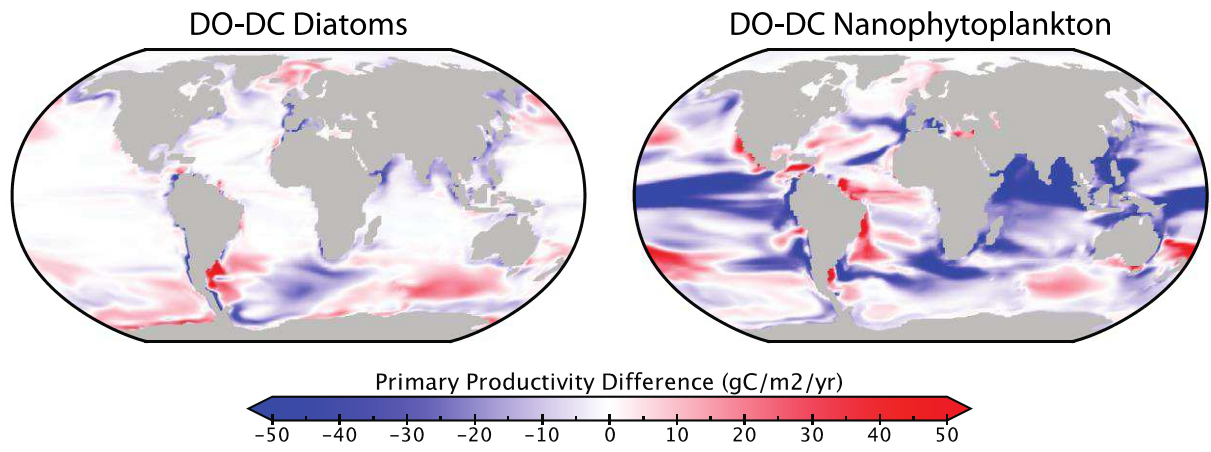 DO-DC Diatoms
DO-DC Nanophytoplankton
Primary Productivity Difference (gC/m2/yr)
−50 −40 −30 −20 −10 0 10 20 30 40 50